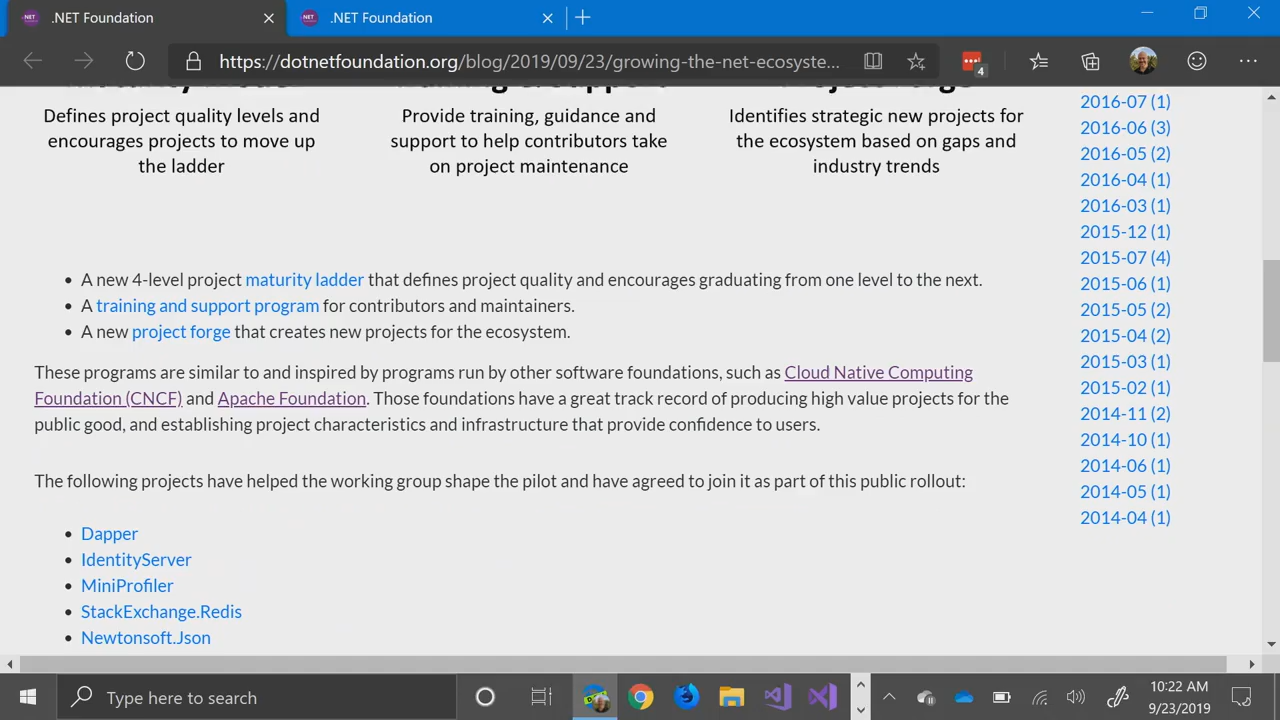 .NET Foundation
.NET Foundation
https://dotnetfoundation.org/blog/2019/09/23/growing-the-net-ecosyste...
4
Defines project quality levels and
encourages projects to move up
the ladder
Provide training, guidance and
support to help contributors take
on project maintenance
Identifies strategic new projects for
the ecosystem based on gaps and
industry trends
A new 4-level project maturity ladder that defines project quality and encourages graduating from one level to the next.
A training and support program for contributors and maintainers.
A new project forge that creates new projects for the ecosystem.
These programs are similar to and inspired by programs run by other software foundations, such as Cloud Native Computing
Foundation (CNCF) and Apache Foundation. Those foundations have a great track record of producing high value projects for the
public good, and establishing project characteristics and infrastructure that provide confidence to users.
The following projects have helped the working group shape the pilot and have agreed to join it as part of this public rollout:
Dapper
IdentityServer
MiniProfiler
StackExchange.Redis
Newtonsoft.Json
2016-07 (1)
2016-06 (3)
2016-05 (2)
2016-04 (1)
2016-03 (1)
2015-12 (1)
2015-07 (4)
2015-06 (1)
2015-05 (2)
2015-04 (2)
2015-03 (1)
2015-02 (1)
2014-11 (2)
2014-10 (1)
2014-06 (1)
2014-05 (1)
2014-04 (1)
Type here to search
10:22 AM
9/23/2019